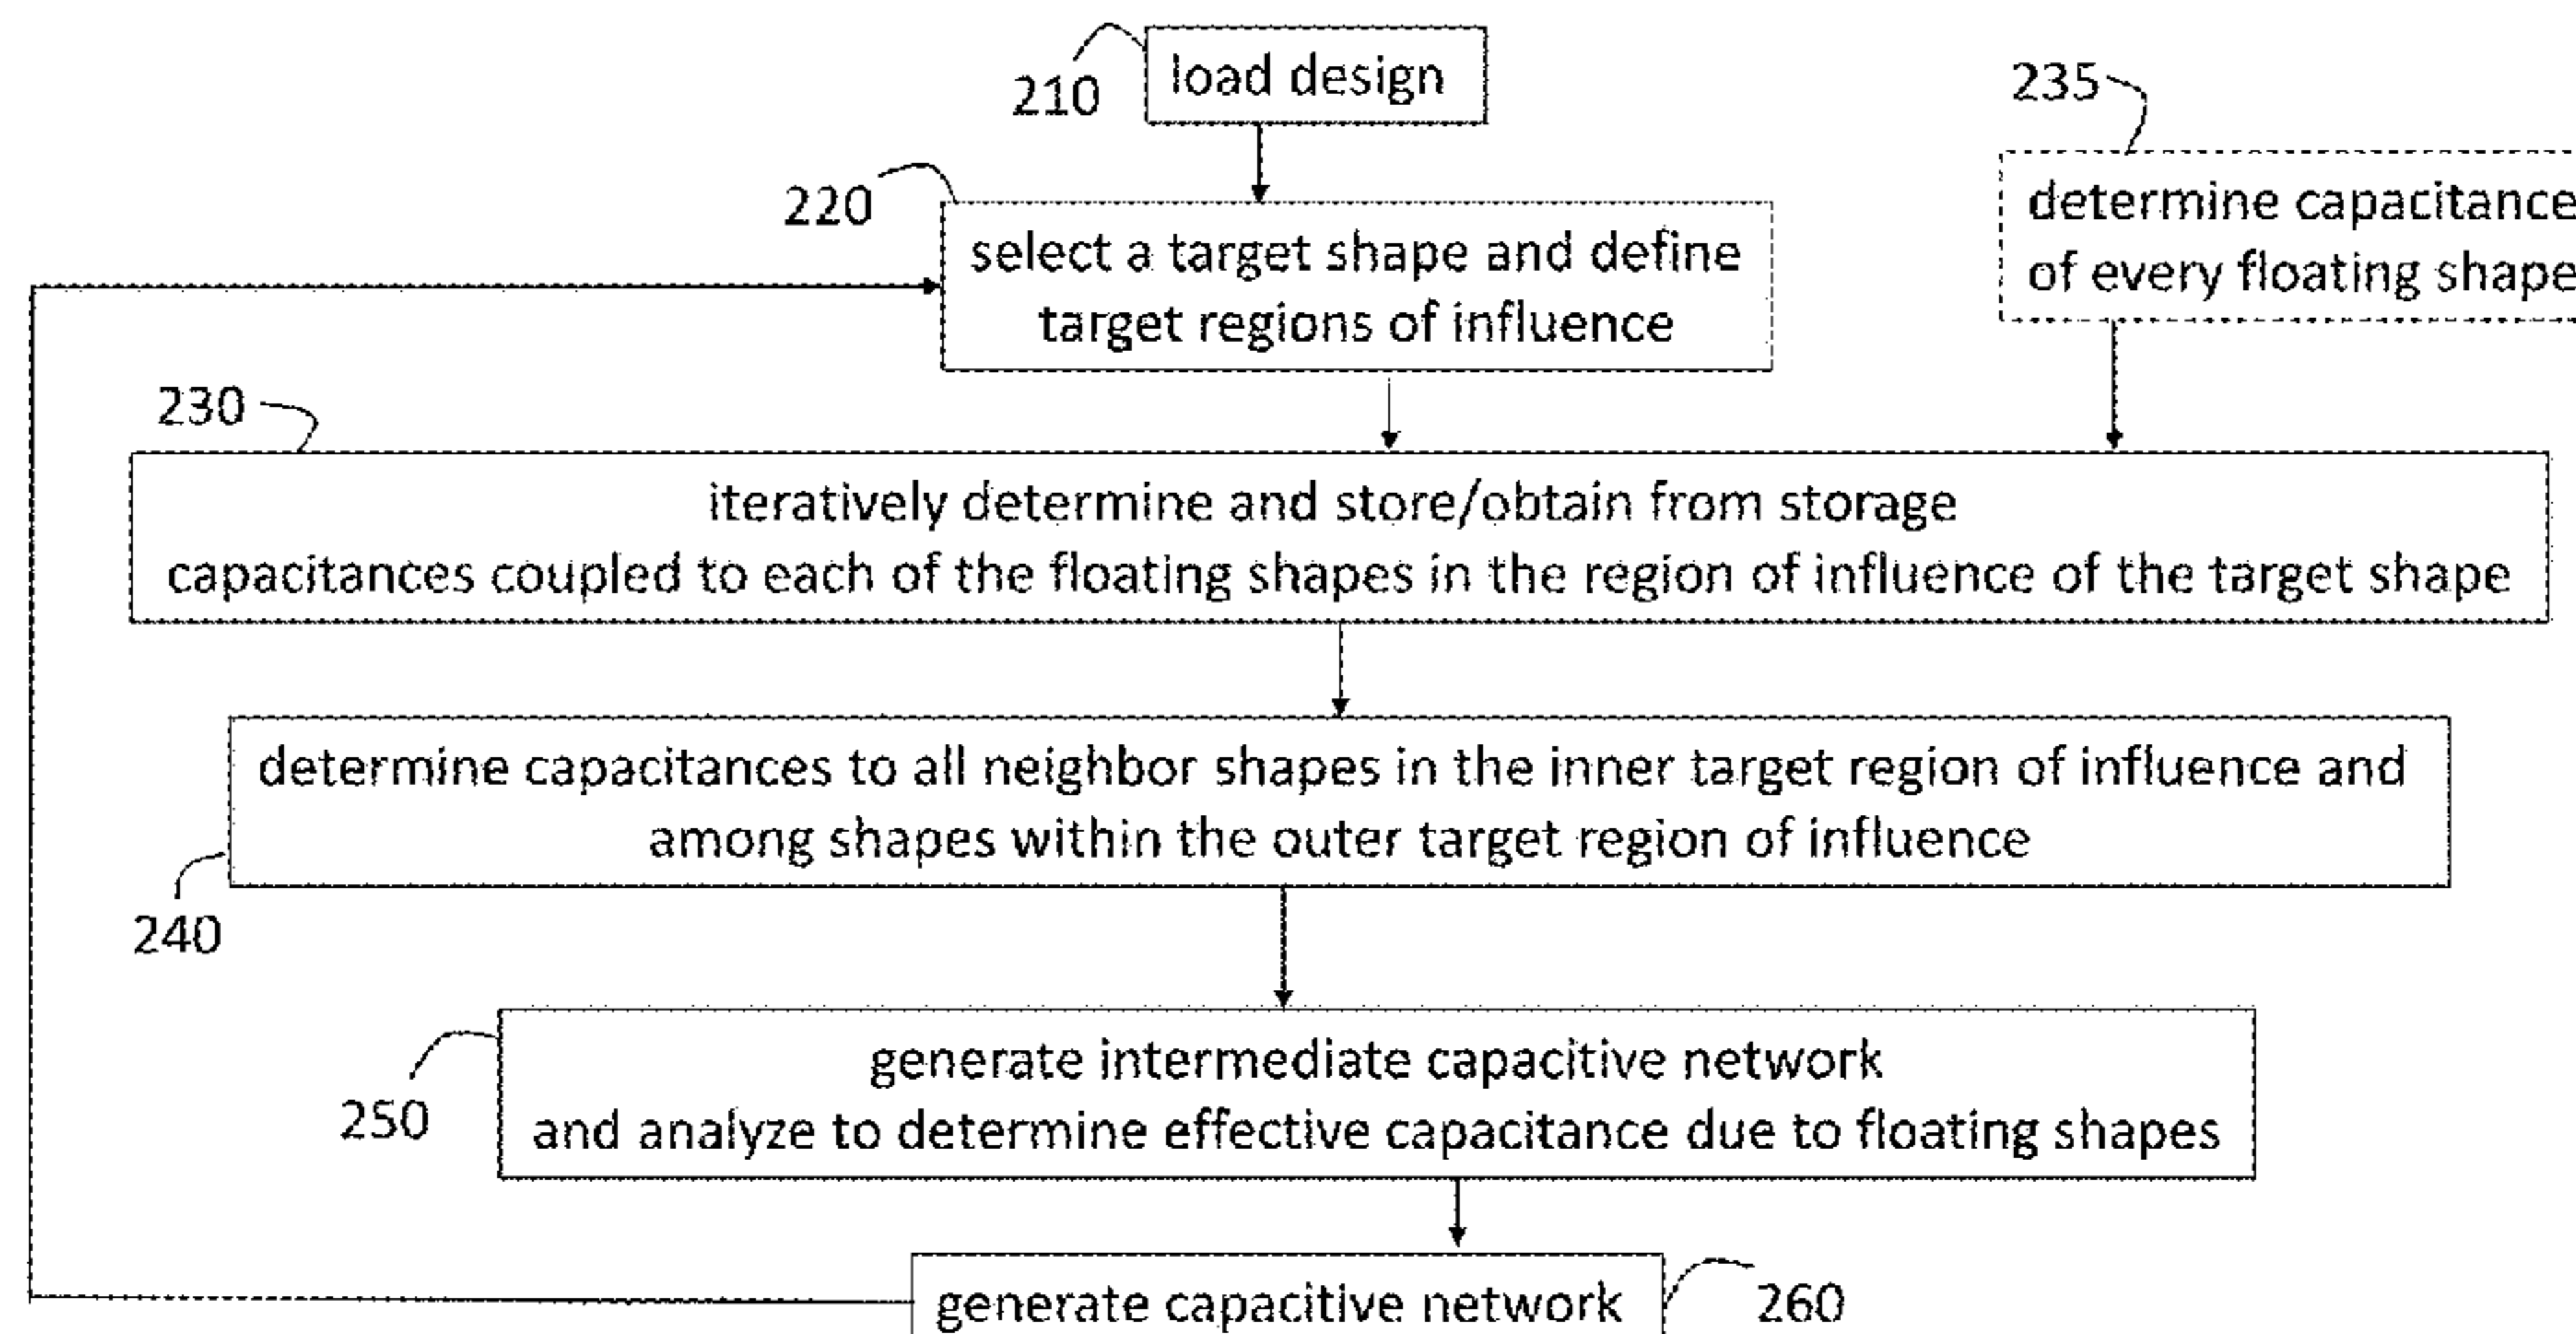 210
load design
235
220
select a target shape and define
target regions of influence
determine capacitance
of every floating shape
230
iteratively determine and store/obtain from storage
capacitances coupled to each of the floating shapes in the region of influence of the target shape
determine capacitances to all neighbor shapes in the inner target region of influence and
among shapes within the outer target region of influence
240
generate intermediate capacitive network
and analyze to determine effective capacitance due to floating shapes
250
generate capacitive network
260